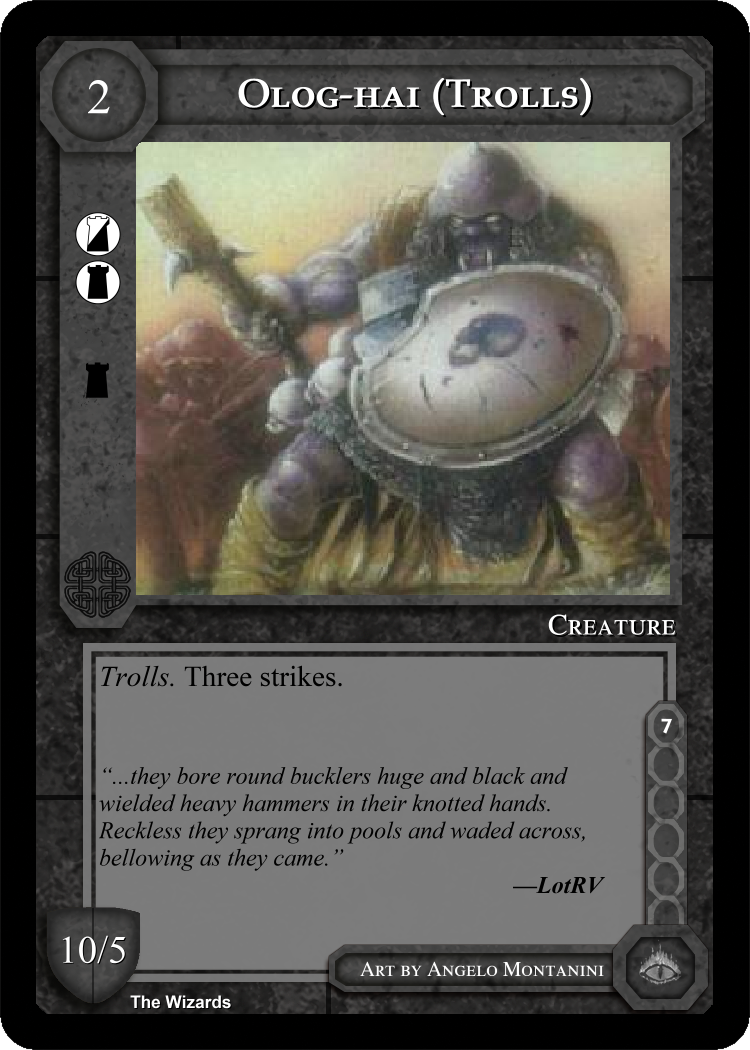 2
Olog-hai (Trolls)
Creature
Trolls. Three strikes.
7
“...they bore round bucklers huge and black and
wielded heavy hammers in their knotted hands.
Reckless they sprang into pools and waded across,
bellowing as they came.”
—LotRV
10/5
Art by Angelo Montanini
The Wizards